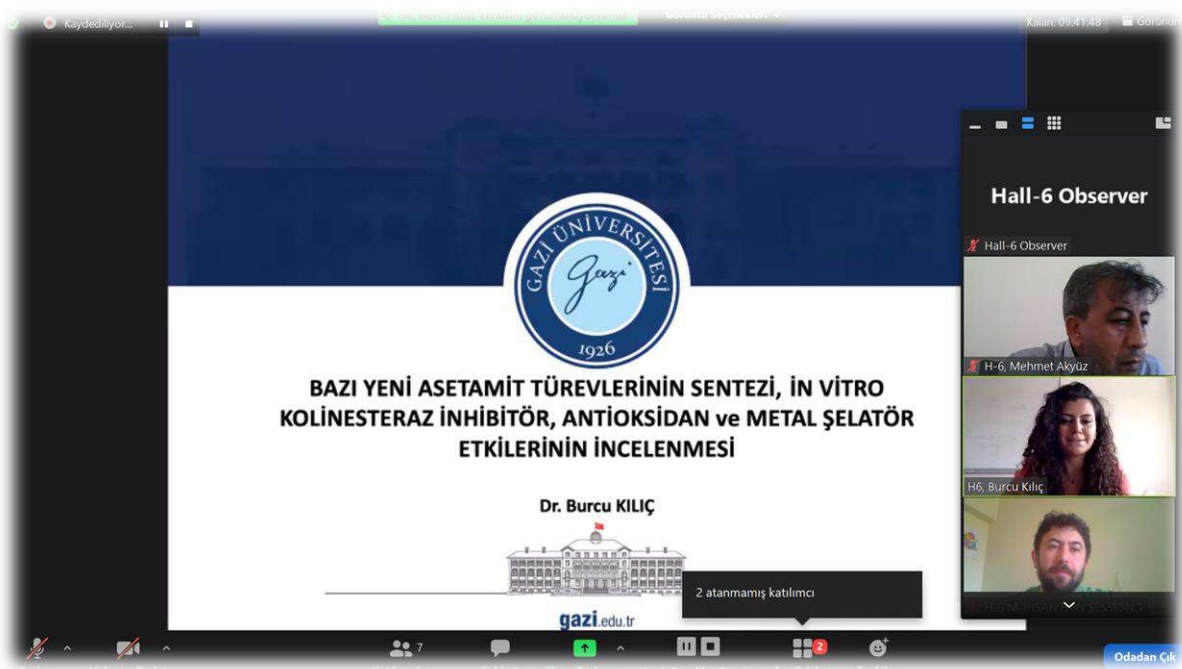 Kaydediliyor...
Kalan: 09:41:48
Görünüm
GAZİ ÜNİVERSİTESİ
Gazi
1926
BAZI YENİ ASETAMİT TÜREVLERİNİN SENTEZİ, İN VİTRO
KOLİNESTERAZ İNHİBİTÖR, ANTİOKSİDAN ve METAL ŞELATÖR
ETKİLERİNİN İNCELENMESİ
Dr. Burcu KILIÇ
gazi.edu.tr
Hall-6 Observer
Hall-6 Observer
H-6, Mehmet Akyüz
H6, Burcu Kılıç
2 atanmamış katılımcı
7
2
Odadan Çık